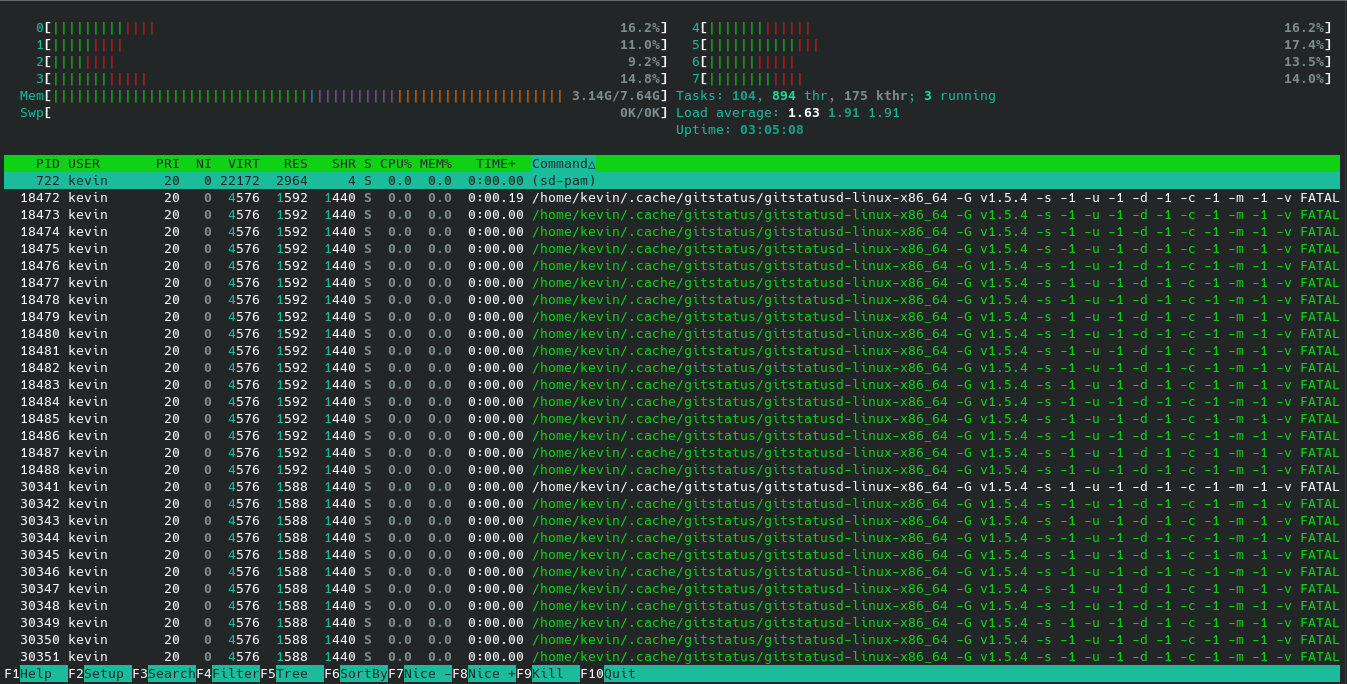 0[|||||||||||||                                                          16.2%]   4[|||||||||||||                                                          16.2%]
1[|||||||||                                                              11.0%]   5[||||||||||||||                                                         17.4%]
2[||||||||                                                                9.2%]   6[|||||||||||                                                            13.5%]
3[||||||||||||                                                           14.8%]   7[||||||||||||                                                           14.0%]
Mem[||||||||||||||||||||||||||||||||||||||||||||||||||||||||||||||||3.14G/7.64G] Tasks: 104, 894 thr, 175 kthr; 3 running
Swp[                                                                      0K/0K] Load average: 1.63 1.91 1.91
Uptime: 03:05:08
PID USER PRI NI VIRT RES SHR S CPU% MEM% TIME+ Command△
722 kevin 20 0 22172 2964 4 S 0.0 0.0 0:00.00 (sd-pam)
18472 kevin 20 0 4576 1592 1440 S 0.0 0.0 0:00.19 /home/kevin/.cache/gitstatus/gitstatusd-linux-x86_64 -G v1.5.4 -s -1 -u -1 -d -1 -c -1 -m -1 -v FATAL
18473 kevin 20 0 4576 1592 1440 S 0.0 0.0 0:00.00 /home/kevin/.cache/gitstatus/gitstatusd-linux-x86_64 -G v1.5.4 -s -1 -u -1 -d -1 -c -1 -m -1 -v FATAL
18474 kevin 20 0 4576 1592 1440 S 0.0 0.0 0:00.00 /home/kevin/.cache/gitstatus/gitstatusd-linux-x86_64 -G v1.5.4 -s -1 -u -1 -d -1 -c -1 -m -1 -v FATAL
18475 kevin 20 0 4576 1592 1440 S 0.0 0.0 0:00.00 /home/kevin/.cache/gitstatus/gitstatusd-linux-x86_64 -G v1.5.4 -s -1 -u -1 -d -1 -c -1 -m -1 -v FATAL
18476 kevin 20 0 4576 1592 1440 S 0.0 0.0 0:00.00 /home/kevin/.cache/gitstatus/gitstatusd-linux-x86_64 -G v1.5.4 -s -1 -u -1 -d -1 -c -1 -m -1 -v FATAL
18477 kevin 20 0 4576 1592 1440 S 0.0 0.0 0:00.00 /home/kevin/.cache/gitstatus/gitstatusd-linux-x86_64 -G v1.5.4 -s -1 -u -1 -d -1 -c -1 -m -1 -v FATAL
18478 kevin 20 0 4576 1592 1440 S 0.0 0.0 0:00.00 /home/kevin/.cache/gitstatus/gitstatusd-linux-x86_64 -G v1.5.4 -s -1 -u -1 -d -1 -c -1 -m -1 -v FATAL
18479 kevin 20 0 4576 1592 1440 S 0.0 0.0 0:00.00 /home/kevin/.cache/gitstatus/gitstatusd-linux-x86_64 -G v1.5.4 -s -1 -u -1 -d -1 -c -1 -m -1 -v FATAL
18480 kevin 20 0 4576 1592 1440 S 0.0 0.0 0:00.00 /home/kevin/.cache/gitstatus/gitstatusd-linux-x86_64 -G v1.5.4 -s -1 -u -1 -d -1 -c -1 -m -1 -v FATAL
18481 kevin 20 0 4576 1592 1440 S 0.0 0.0 0:00.00 /home/kevin/.cache/gitstatus/gitstatusd-linux-x86_64 -G v1.5.4 -s -1 -u -1 -d -1 -c -1 -m -1 -v FATAL
18482 kevin 20 0 4576 1592 1440 S 0.0 0.0 0:00.00 /home/kevin/.cache/gitstatus/gitstatusd-linux-x86_64 -G v1.5.4 -s -1 -u -1 -d -1 -c -1 -m -1 -v FATAL
18483 kevin 20 0 4576 1592 1440 S 0.0 0.0 0:00.00 /home/kevin/.cache/gitstatus/gitstatusd-linux-x86_64 -G v1.5.4 -s -1 -u -1 -d -1 -c -1 -m -1 -v FATAL
18484 kevin 20 0 4576 1592 1440 S 0.0 0.0 0:00.00 /home/kevin/.cache/gitstatus/gitstatusd-linux-x86_64 -G v1.5.4 -s -1 -u -1 -d -1 -c -1 -m -1 -v FATAL
18485 kevin 20 0 4576 1592 1440 S 0.0 0.0 0:00.00 /home/kevin/.cache/gitstatus/gitstatusd-linux-x86_64 -G v1.5.4 -s -1 -u -1 -d -1 -c -1 -m -1 -v FATAL
18486 kevin 20 0 4576 1592 1440 S 0.0 0.0 0:00.00 /home/kevin/.cache/gitstatus/gitstatusd-linux-x86_64 -G v1.5.4 -s -1 -u -1 -d -1 -c -1 -m -1 -v FATAL
18487 kevin 20 0 4576 1592 1440 S 0.0 0.0 0:00.00 /home/kevin/.cache/gitstatus/gitstatusd-linux-x86_64 -G v1.5.4 -s -1 -u -1 -d -1 -c -1 -m -1 -v FATAL
18488 kevin 20 0 4576 1592 1440 S 0.0 0.0 0:00.00 /home/kevin/.cache/gitstatus/gitstatusd-linux-x86_64 -G v1.5.4 -s -1 -u -1 -d -1 -c -1 -m -1 -v FATAL
30341 kevin 20 0 4576 1588 1440 S 0.0 0.0 0:00.00 /home/kevin/.cache/gitstatus/gitstatusd-linux-x86_64 -G v1.5.4 -s -1 -u -1 -d -1 -c -1 -m -1 -v FATAL
30342 kevin 20 0 4576 1588 1440 S 0.0 0.0 0:00.00 /home/kevin/.cache/gitstatus/gitstatusd-linux-x86_64 -G v1.5.4 -s -1 -u -1 -d -1 -c -1 -m -1 -v FATAL
30343 kevin 20 0 4576 1588 1440 S 0.0 0.0 0:00.00 /home/kevin/.cache/gitstatus/gitstatusd-linux-x86_64 -G v1.5.4 -s -1 -u -1 -d -1 -c -1 -m -1 -v FATAL
30344 kevin 20 0 4576 1588 1440 S 0.0 0.0 0:00.00 /home/kevin/.cache/gitstatus/gitstatusd-linux-x86_64 -G v1.5.4 -s -1 -u -1 -d -1 -c -1 -m -1 -v FATAL
30345 kevin 20 0 4576 1588 1440 S 0.0 0.0 0:00.00 /home/kevin/.cache/gitstatus/gitstatusd-linux-x86_64 -G v1.5.4 -s -1 -u -1 -d -1 -c -1 -m -1 -v FATAL
30346 kevin 20 0 4576 1588 1440 S 0.0 0.0 0:00.00 /home/kevin/.cache/gitstatus/gitstatusd-linux-x86_64 -G v1.5.4 -s -1 -u -1 -d -1 -c -1 -m -1 -v FATAL
30347 kevin 20 0 4576 1588 1440 S 0.0 0.0 0:00.00 /home/kevin/.cache/gitstatus/gitstatusd-linux-x86_64 -G v1.5.4 -s -1 -u -1 -d -1 -c -1 -m -1 -v FATAL
30348 kevin 20 0 4576 1588 1440 S 0.0 0.0 0:00.00 /home/kevin/.cache/gitstatus/gitstatusd-linux-x86_64 -G v1.5.4 -s -1 -u -1 -d -1 -c -1 -m -1 -v FATAL
30349 kevin 20 0 4576 1588 1440 S 0.0 0.0 0:00.00 /home/kevin/.cache/gitstatus/gitstatusd-linux-x86_64 -G v1.5.4 -s -1 -u -1 -d -1 -c -1 -m -1 -v FATAL
30350 kevin 20 0 4576 1588 1440 S 0.0 0.0 0:00.00 /home/kevin/.cache/gitstatus/gitstatusd-linux-x86_64 -G v1.5.4 -s -1 -u -1 -d -1 -c -1 -m -1 -v FATAL
30351 kevin 20 0 4576 1588 1440 S 0.0 0.0 0:00.00 /home/kevin/.cache/gitstatus/gitstatusd-linux-x86_64 -G v1.5.4 -s -1 -u -1 -d -1 -c -1 -m -1 -v FATAL
F1Help F2Setup F3SearchF4FilterF5Tree F6SortByF7Nice -F8Nice +F9Kill F10Quit